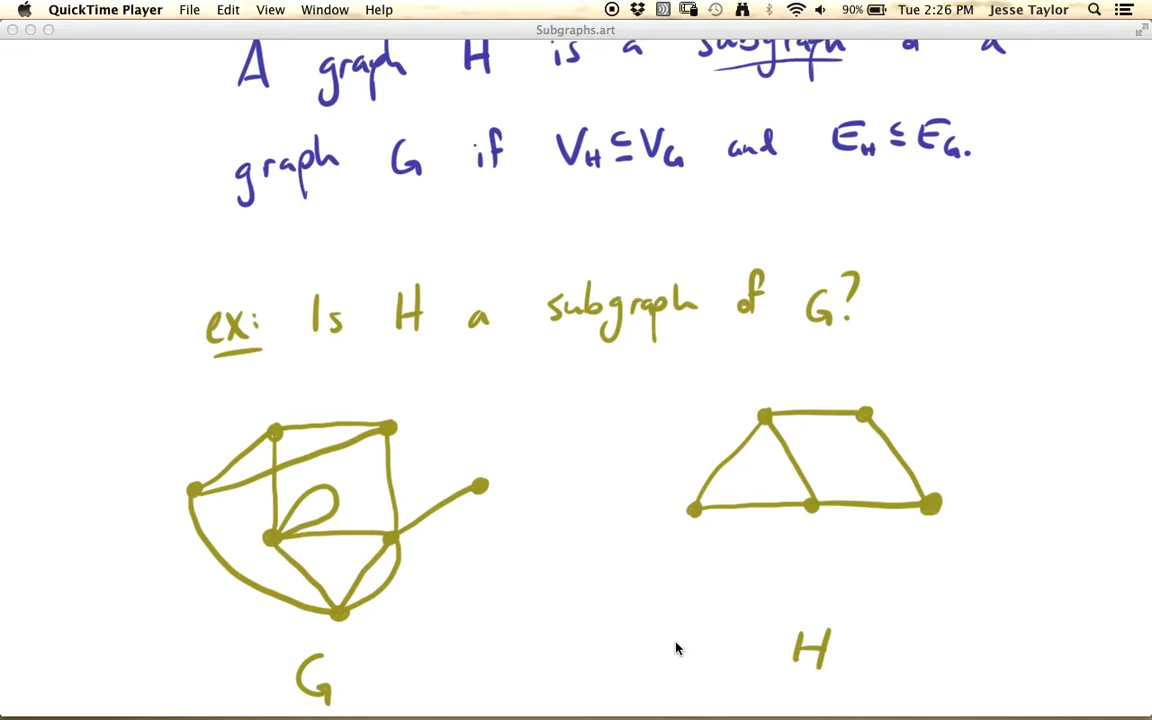 QuickTime Player File Edit View Window Help 90% Tue 2:26 PM Jesse Taylor
Subgraphs.art
A graph H is a subgraph of a
graph G if V_H ⊆ V_G and E_H ⊆ E_G.
ex: Is H a subgraph of G?
G H